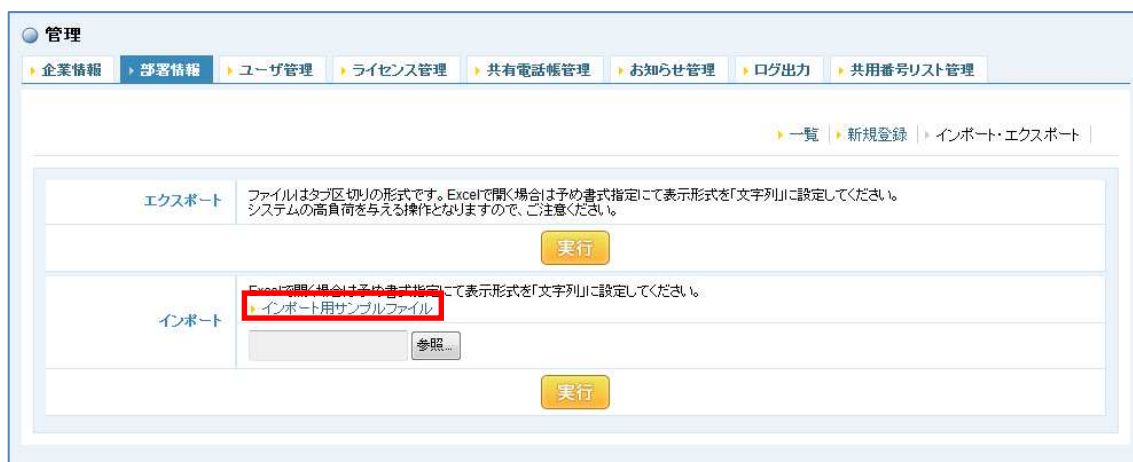 管理
企業情報 部署情報 ユーザ管理 ライセンス管理 共有電話帳管理 お知らせ管理 ログ出力 共用番号リスト管理
一覧 新規登録 インポート・エクスポート
エクスポート
ファイルはタブ区切りの形式です。Excelで開く場合は予め書式指定にて表示形式を「文字列」に設定してください。
システムの高負荷を与える操作となりますので、ご注意ください。
実行
インポート
Excelで開く場合は予め書式指定にて表示形式を「文字列」に設定してください。
インポート用サンプルファイル
参照...
実行